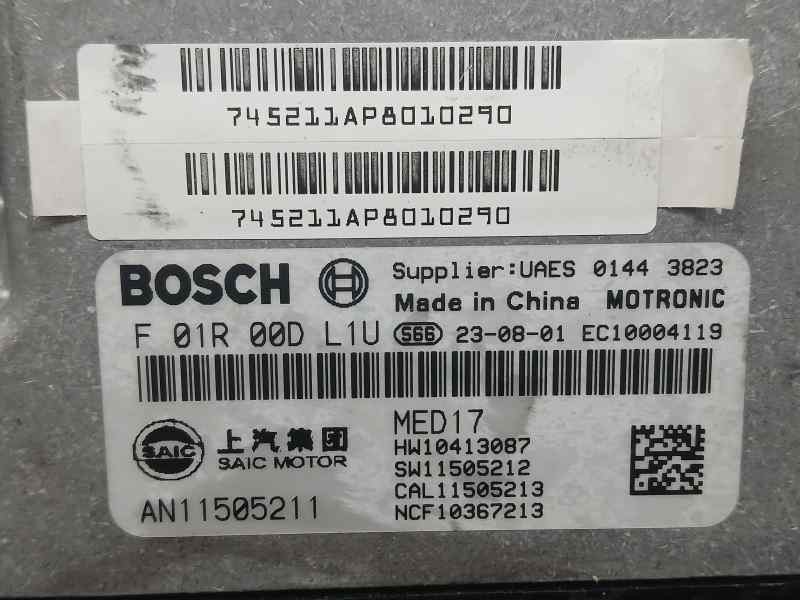 745211AP8010290
745211AP8010290
BOSCH Supplier:UAES 0144 3823
Made in China MOTRONIC
F 01R 00D L1U S66 23-08-01 EC10004119
MED17
HW10413087
SAIC 上汽集团
SAIC MOTOR
SW11505212
CAL11505213
AN11505211 NCF10367213